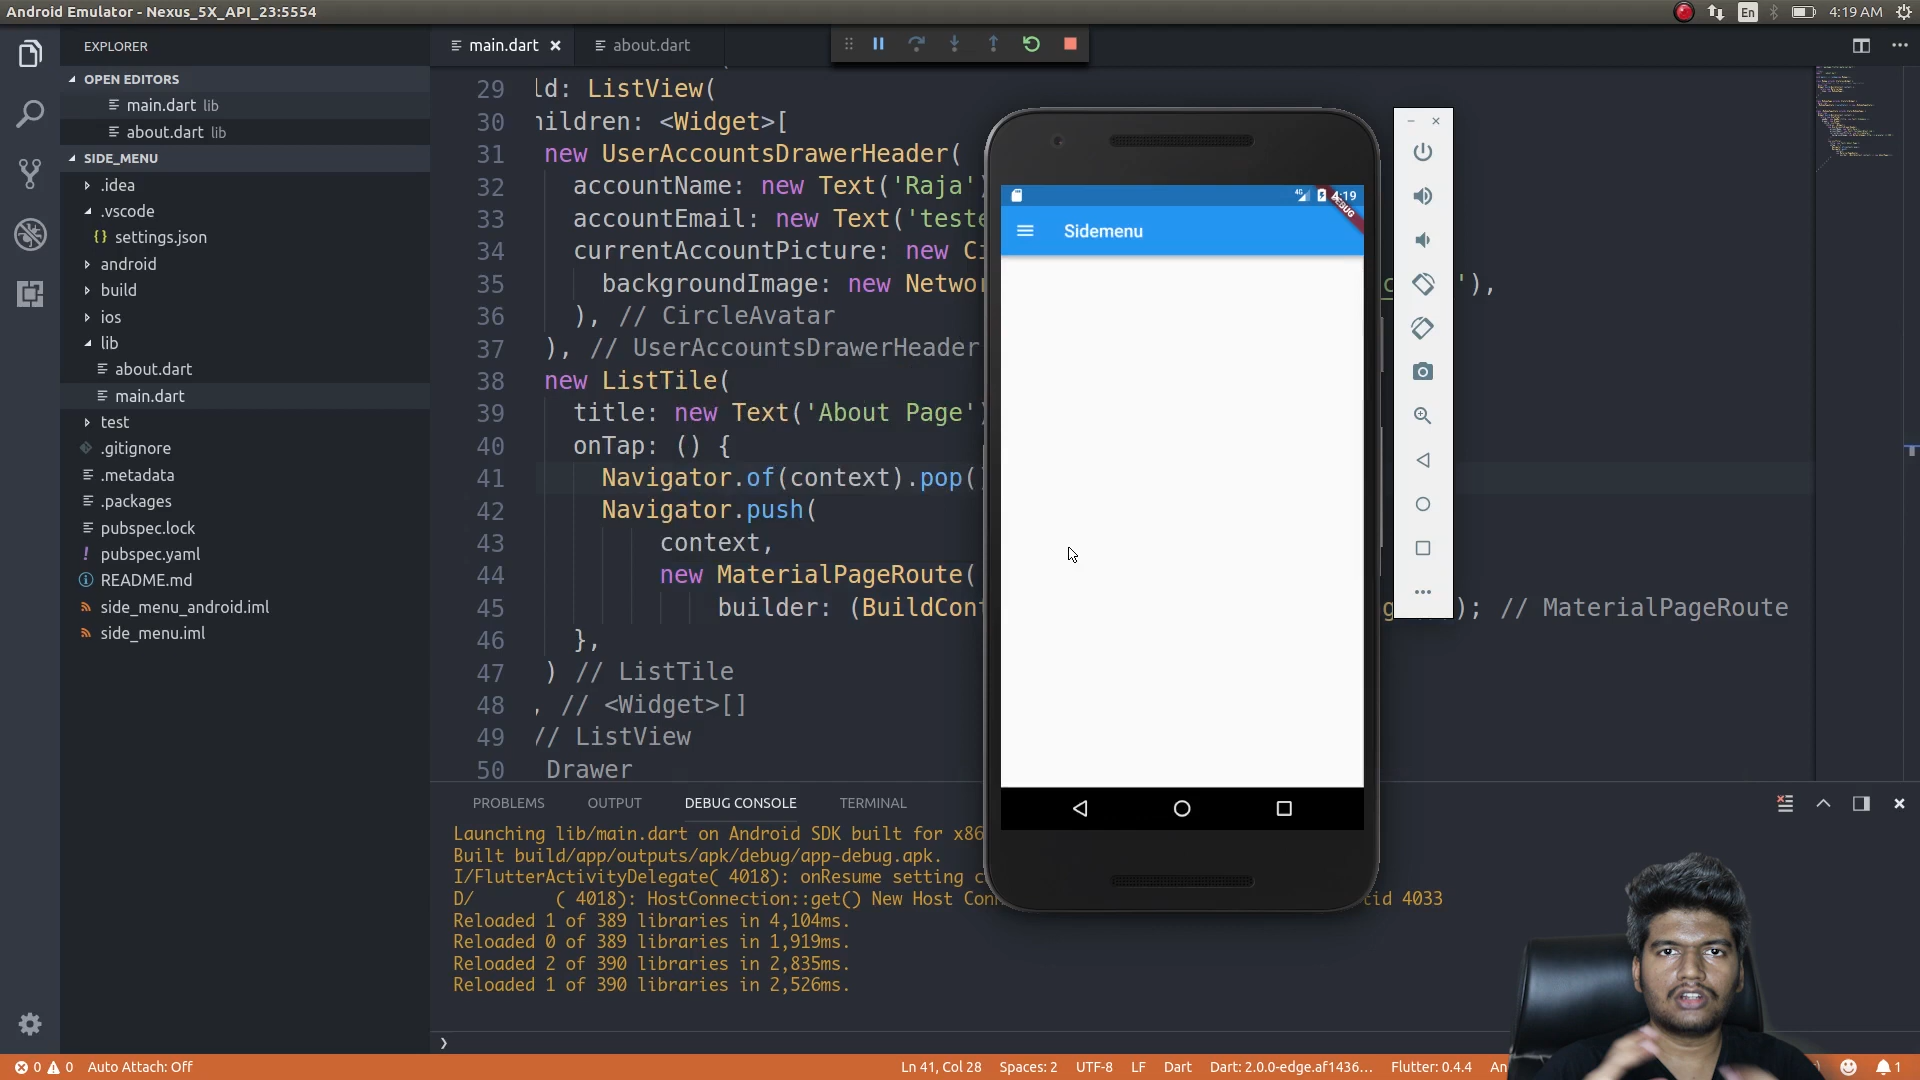 Android Emulator - Nexus_5X_API_23:5554
En
4:19 AM
EXPLORER
OPEN EDITORS
main.dart lib
about.dart lib
SIDE_MENU
.idea
.vscode
{} settings.json
android
build
ios
lib
about.dart
main.dart
test
.gitignore
.metadata
.packages
pubspec.lock
! pubspec.yaml
README.md
side_menu_android.iml
side_menu.iml
main.dart
about.dart
29 ld: ListView(
30 hildren: <Widget>[
31 new UserAccountsDrawerHeader(
32 accountName: new Text('Raja')
33 accountEmail: new Text('teste
34 currentAccountPicture: new Ci
35 backgroundImage: new Networ c '),
36 ), // CircleAvatar
37 ), // UserAccountsDrawerHeader
38 new ListTile(
39 title: new Text('About Page')
40 onTap: () {
41 Navigator.of(context).pop()
42 Navigator.push(
43 context,
44 new MaterialPageRoute(
45 builder: (BuildCont g ); // MaterialPageRoute
46 },
47 ) // ListTile
48 , // <Widget>[]
49 // ListView
50 Drawer
4G
4:19
DEBUG
Sidemenu
PROBLEMS
OUTPUT
DEBUG CONSOLE
TERMINAL
Launching lib/main.dart on Android SDK built for x86
Built build/app/outputs/apk/debug/app-debug.apk.
I/FlutterActivityDelegate( 4018): onResume setting c
D/ ( 4018): HostConnection::get() New Host Conn tid 4033
Reloaded 1 of 389 libraries in 4,104ms.
Reloaded 0 of 389 libraries in 1,919ms.
Reloaded 2 of 390 libraries in 2,835ms.
Reloaded 1 of 390 libraries in 2,526ms.
0 0 Auto Attach: Off
Ln 41, Col 28
Spaces: 2
UTF-8
LF
Dart
Dart: 2.0.0-edge.af1436...
Flutter: 0.4.4
An
1